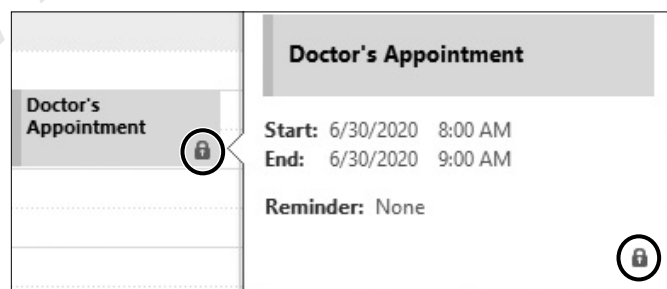 Doctor's
Appointment
Doctor's Appointment
Start: 6/30/2020 8:00 AM
End: 6/30/2020 9:00 AM
Reminder: None